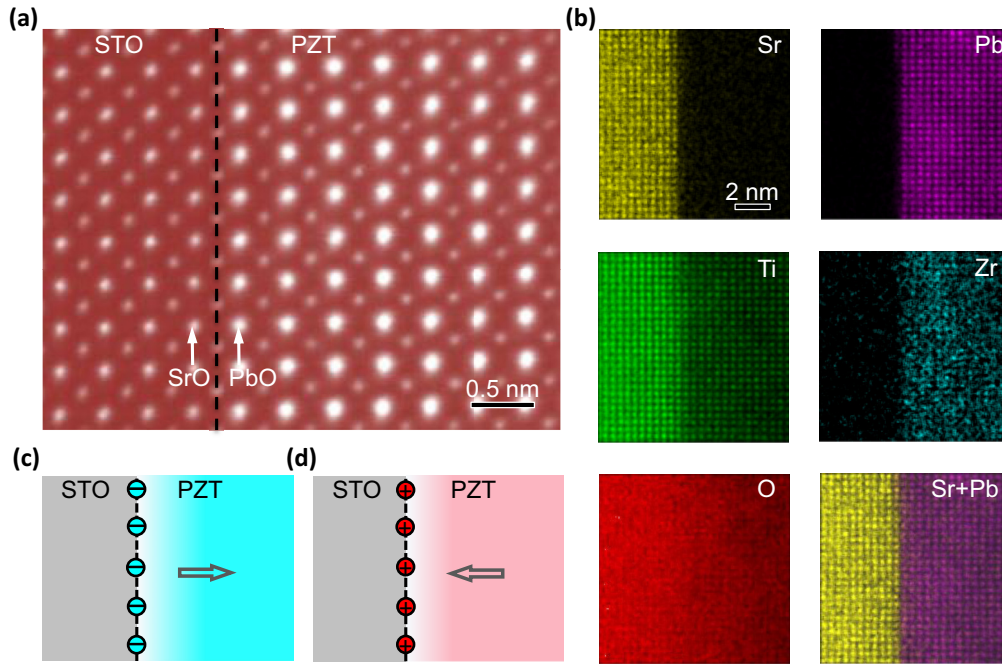 (a)
STO PZT
SrO PbO
0.5 nm
(b)
Sr
2 nm
Pb
Ti
Zr
O
Sr+Pb
(c)
STO PZT
(d)
STO PZT